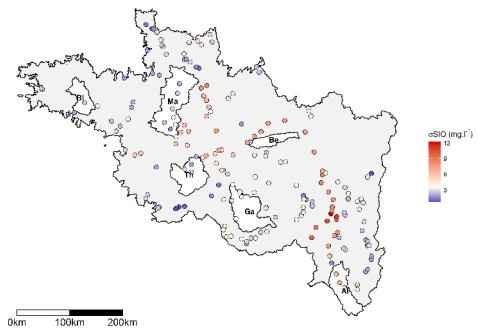 Bl
Ma
Be
Th
Ga
Al
σSIO (mg.l⁻¹)
12
9
6
3
0km 100km 200km